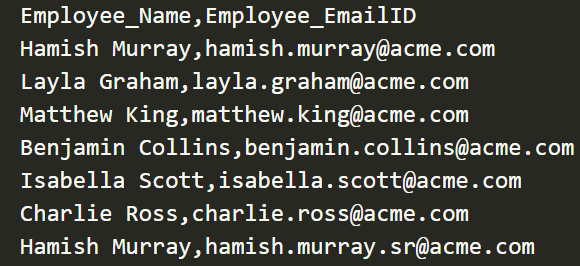 Employee_Name,Employee_EmailID
Hamish Murray,hamish.murray@acme.com
Layla Graham,layla.graham@acme.com
Matthew King,matthew.king@acme.com
Benjamin Collins,benjamin.collins@acme.com
Isabella Scott,isabella.scott@acme.com
Charlie Ross,charlie.ross@acme.com
Hamish Murray,hamish.murray.sr@acme.com